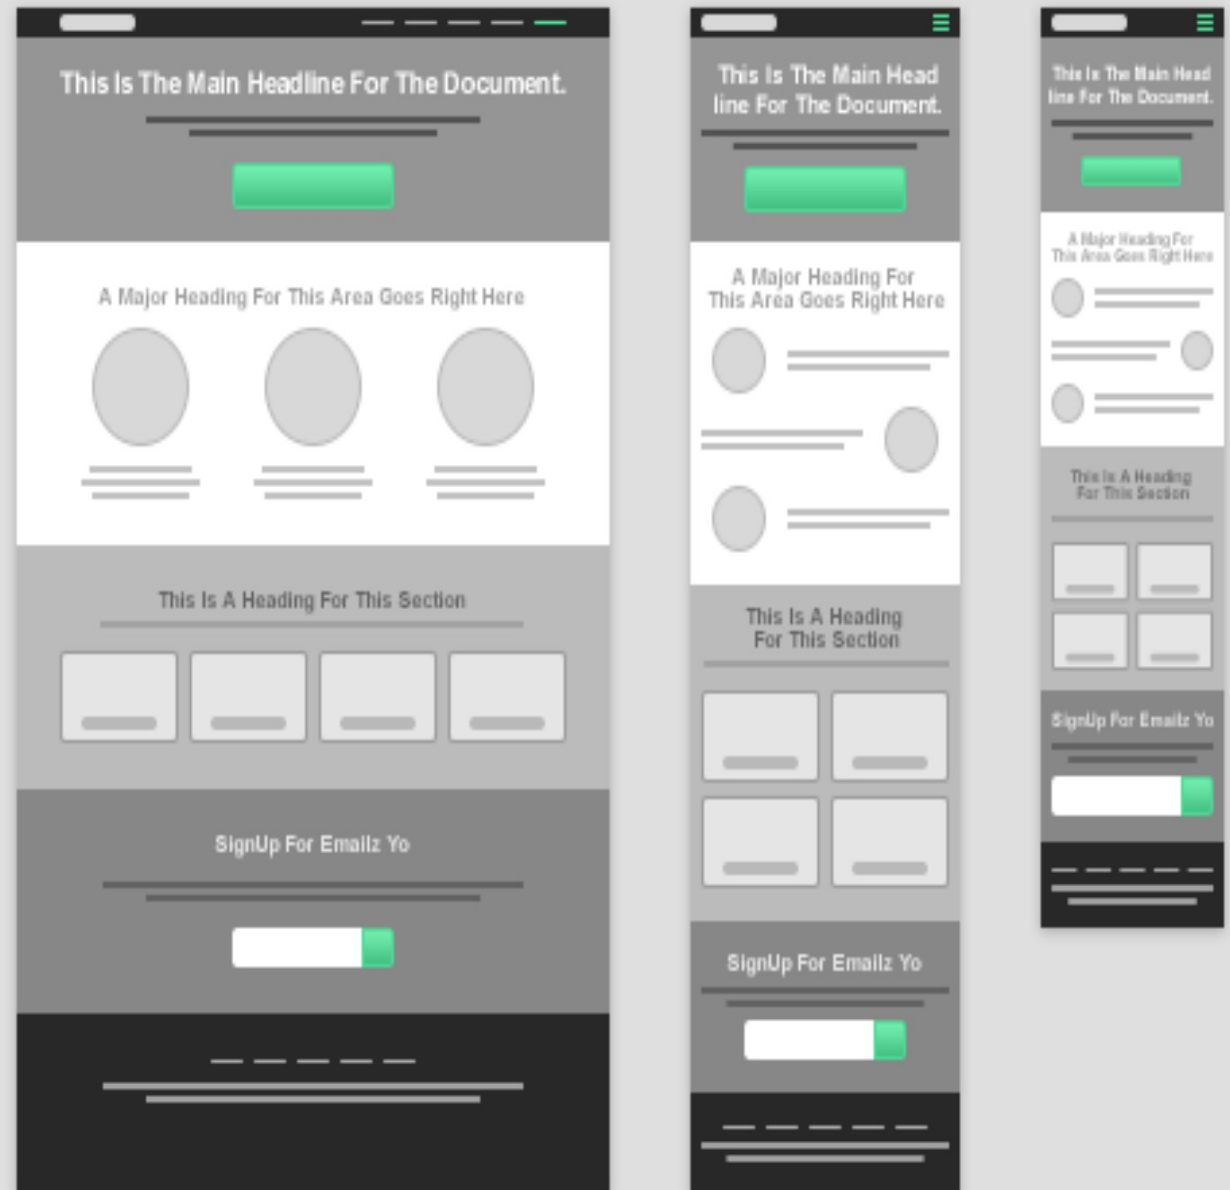 This Is The Main Headline For The Document.
A Major Heading For This Area Goes Right Here
This Is A Heading For This Section
SignUp For Emailz Yo
This Is The Main Head
line For The Document.
A Major Heading For
This Area Goes Right Here
This Is A Heading
For This Section
SignUp For Emailz Yo
This Is The Main Head
line For The Document.
A Major Heading For
This Area Goes Right Here
This Is A Heading
For This Section
SignUp For Emailz Yo